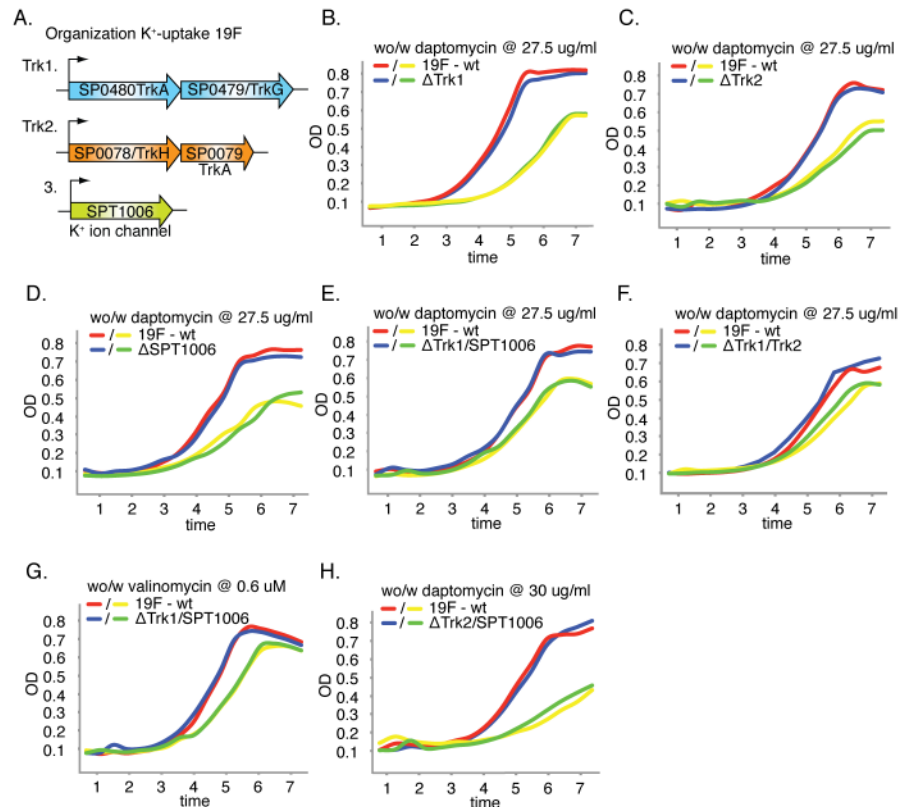 A.
Organization K+-uptake 19F
Trk1.
SP0480TrkA SP0479/TrkG
Trk2.
SP0078/TrkH SP0079
TrkA
3.
SPT1006
K+ ion channel
B.
wo/w daptomycin @ 27.5 ug/ml
/ 19F - wt
/ ΔTrk1
OD
0.8
0.7
0.6
0.5
0.4
0.3
0.2
0.1
1 2 3 4 5 6 7
time
C.
wo/w daptomycin @ 27.5 ug/ml
/ 19F - wt
/ ΔTrk2
OD
0.8
0.7
0.6
0.5
0.4
0.3
0.2
0.1
1 2 3 4 5 6 7
time
D.
wo/w daptomycin @ 27.5 ug/ml
/ 19F - wt
/ ΔSPT1006
OD
0.8
0.7
0.6
0.5
0.4
0.3
0.2
0.1
1 2 3 4 5 6 7
time
E.
wo/w daptomycin @ 27.5 ug/ml
/ 19F - wt
/ ΔTrk1/SPT1006
OD
0.8
0.7
0.6
0.5
0.4
0.3
0.2
0.1
1 2 3 4 5 6 7
time
F.
wo/w daptomycin @ 27.5 ug/ml
/ 19F - wt
/ ΔTrk1/Trk2
OD
0.8
0.7
0.6
0.5
0.4
0.3
0.2
0.1
1 2 3 4 5 6 7
time
G.
wo/w valinomycin @ 0.6 uM
/ 19F - wt
/ ΔTrk1/SPT1006
OD
0.8
0.7
0.6
0.5
0.4
0.3
0.2
0.1
1 2 3 4 5 6 7
time
H.
wo/w daptomycin @ 30 ug/ml
/ 19F - wt
/ ΔTrk2/SPT1006
OD
0.8
0.7
0.6
0.5
0.4
0.3
0.2
0.1
1 2 3 4 5 6 7
time